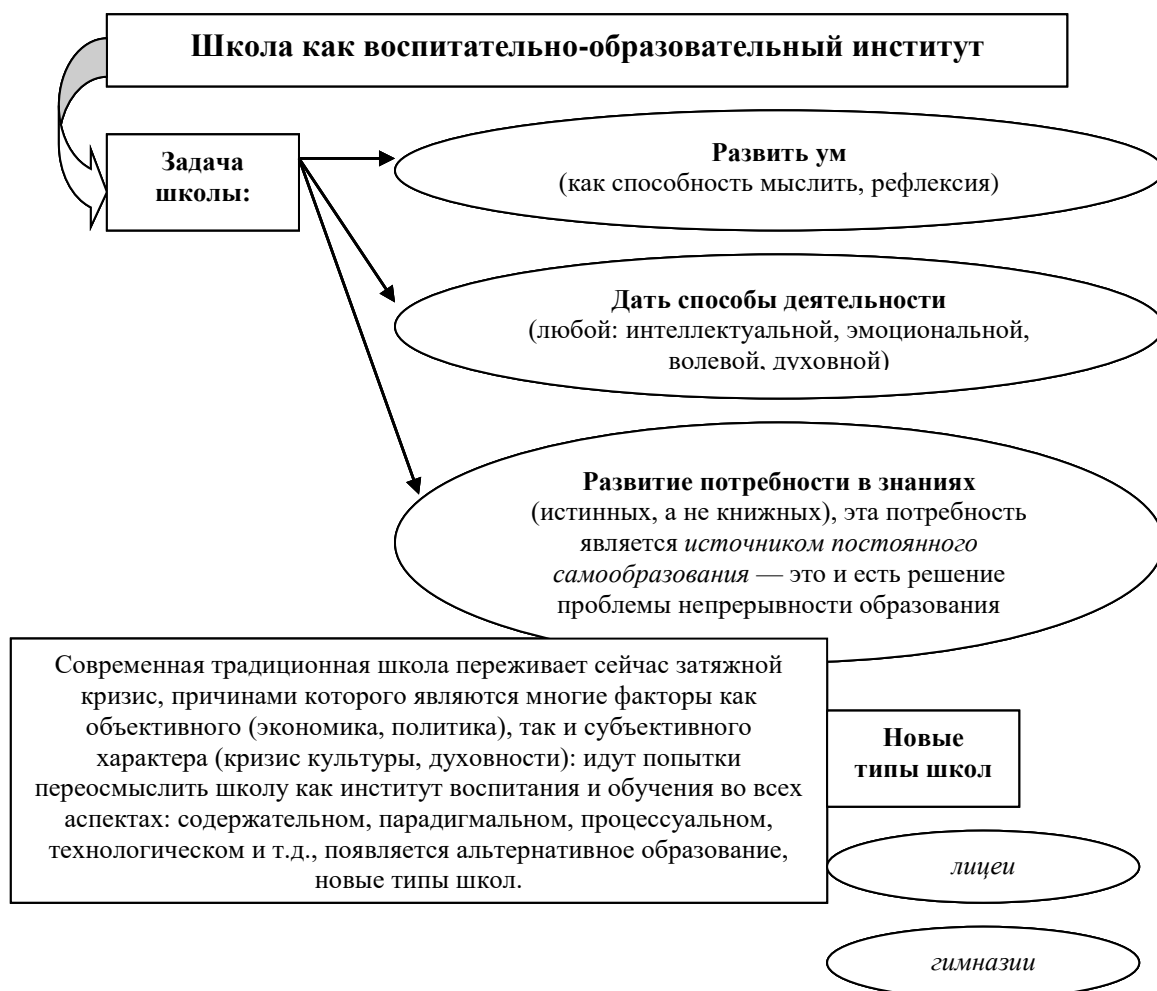 Школа как воспитательно-образовательный институт
Задача
школы:
Развить ум
(как способность мыслить, рефлексия)
Дать способы деятельности
(любой: интеллектуальной, эмоциональной,
волевой, духовной)
Развитие потребности в знаниях
(истинных, а не книжных), эта потребность
является источником постоянного
самообразования — это и есть решение
проблемы непрерывности образования
Современная традиционная школа переживает сейчас затяжной
кризис, причинами которого являются многие факторы как
объективного (экономика, политика), так и субъективного
характера (кризис культуры, духовности): идут попытки
переосмыслить школу как институт воспитания и обучения во всех
аспектах: содержательном, парадигмальном, процессуальном,
технологическом и т.д., появляется альтернативное образование,
новые типы школ.
Новые
типы школ
лицеи
гимназии